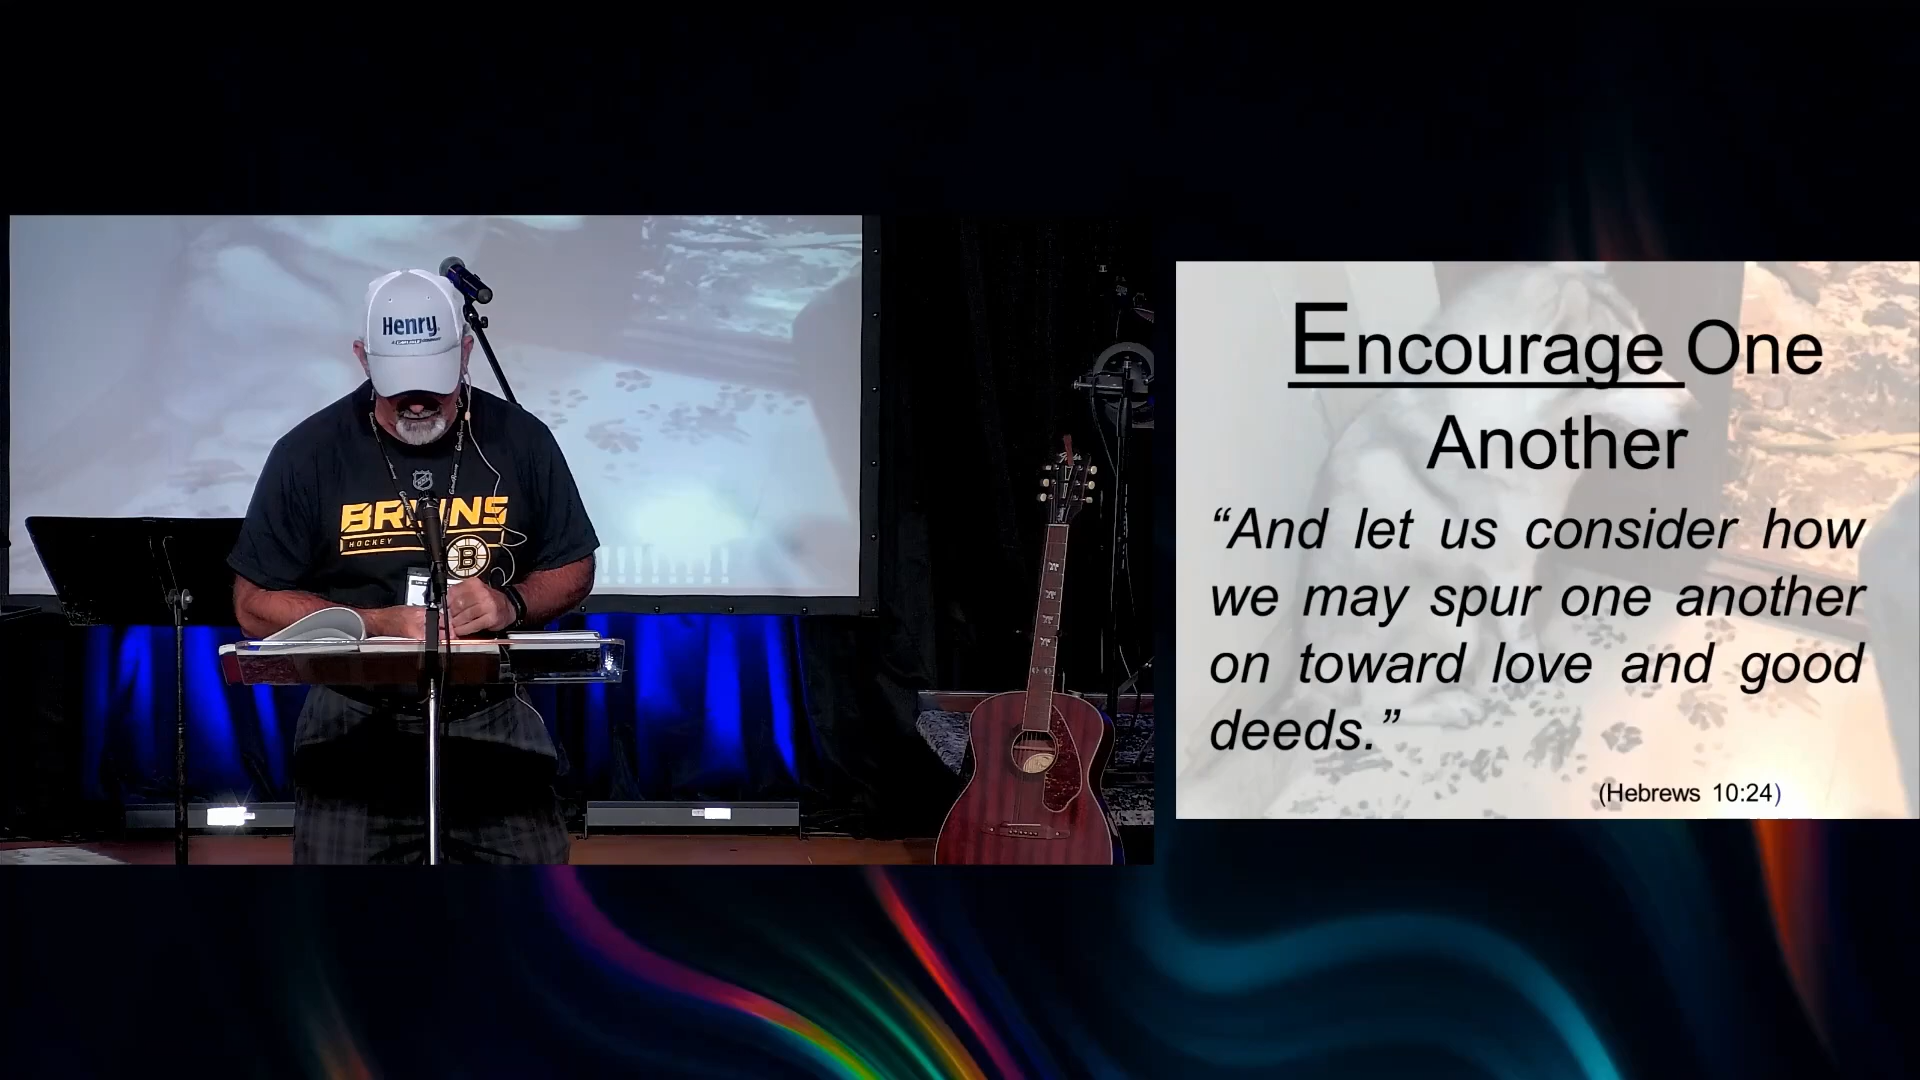 Henry
BRUINS
HOCKEY
B
Encourage One
Another
“And let us consider how
we may spur one another
on toward love and good
deeds.”
(Hebrews 10:24)